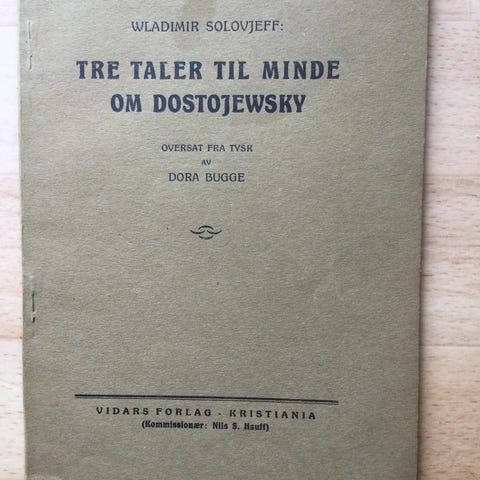 WLADIMIR SOLOVJEFF:
TRE TALER TIL MINDE
OM DOSTOJEWSKY
OVERSAT FRA TYSK
AV
DORA BUGGE
VIDARS FORLAG - KRISTIANIA
(Kommissionær: Nils S. Hauff)